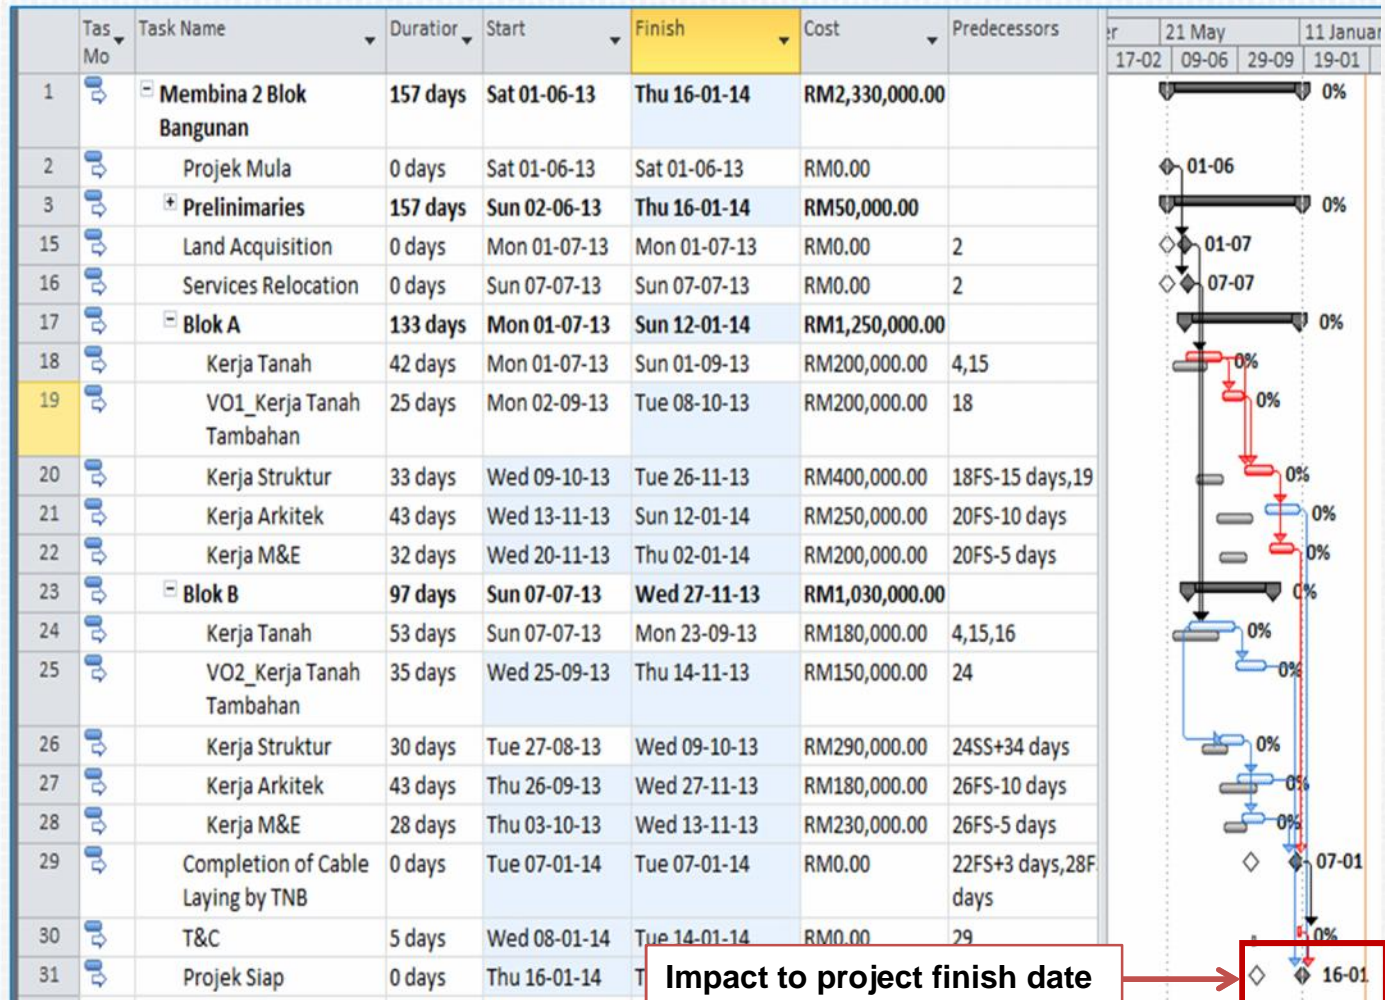 Tas Task Name Duration Start Finish Cost Predecessors er 21 May 11 Januar
Mo 17-02 09-06 29-09 19-01
1 Membina 2 Blok 157 days Sat 01-06-13 Thu 16-01-14 RM2,330,000.00 0%
Bangunan
2 Projek Mula 0 days Sat 01-06-13 Sat 01-06-13 RM0.00 01-06
3 Prelinimaries 157 days Sun 02-06-13 Thu 16-01-14 RM50,000.00 0%
15 Land Acquisition 0 days Mon 01-07-13 Mon 01-07-13 RM0.00 2 01-07
16 Services Relocation 0 days Sun 07-07-13 Sun 07-07-13 RM0.00 2 07-07
17 Blok A 133 days Mon 01-07-13 Sun 12-01-14 RM1,250,000.00 0%
18 Kerja Tanah 42 days Mon 01-07-13 Sun 01-09-13 RM200,000.00 4,15 0%
19 VO1_Kerja Tanah 25 days Mon 02-09-13 Tue 08-10-13 RM200,000.00 18 0%
Tambahan
20 Kerja Struktur 33 days Wed 09-10-13 Tue 26-11-13 RM400,000.00 18FS-15 days,19 0%
21 Kerja Arkitek 43 days Wed 13-11-13 Sun 12-01-14 RM250,000.00 20FS-10 days 0%
22 Kerja M&E 32 days Wed 20-11-13 Thu 02-01-14 RM200,000.00 20FS-5 days 0%
23 Blok B 97 days Sun 07-07-13 Wed 27-11-13 RM1,030,000.00 0%
24 Kerja Tanah 53 days Sun 07-07-13 Mon 23-09-13 RM180,000.00 4,15,16 0%
25 VO2_Kerja Tanah 35 days Wed 25-09-13 Thu 14-11-13 RM150,000.00 24 0%
Tambahan
26 Kerja Struktur 30 days Tue 27-08-13 Wed 09-10-13 RM290,000.00 24SS+34 days 0%
27 Kerja Arkitek 43 days Thu 26-09-13 Wed 27-11-13 RM180,000.00 26FS-10 days 0%
28 Kerja M&E 28 days Thu 03-10-13 Wed 13-11-13 RM230,000.00 26FS-5 days 0%
29 Completion of Cable 0 days Tue 07-01-14 Tue 07-01-14 RM0.00 22FS+3 days,28F 07-01
Laying by TNB days
30 T&C 5 days Wed 08-01-14 Tue 14-01-14 RM0.00 29 0%
31 Projek Siap 0 days Thu 16-01-14 T Impact to project finish date 16-01